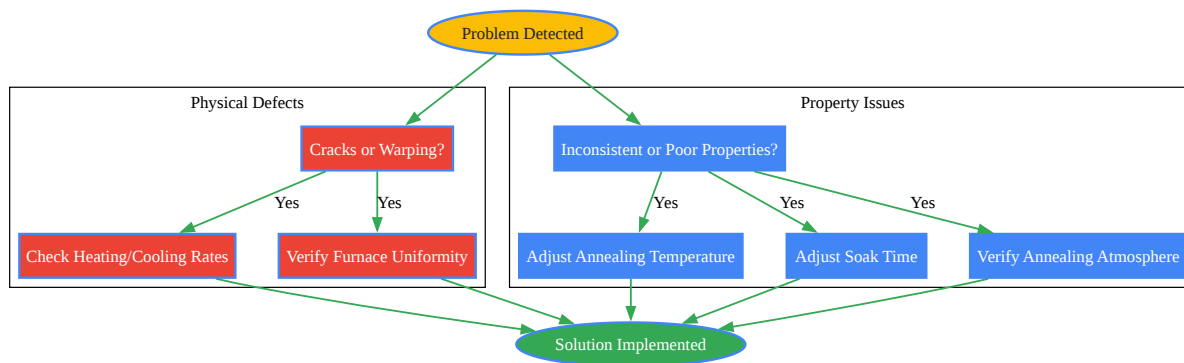 Problem Detected
Physical Defects
Property Issues
Cracks or Warping?
Inconsistent or Poor Properties?
Yes
Yes
Yes
Yes
Yes
Check Heating/Cooling Rates
Verify Furnace Uniformity
Adjust Annealing Temperature
Adjust Soak Time
Verify Annealing Atmosphere
Solution Implemented